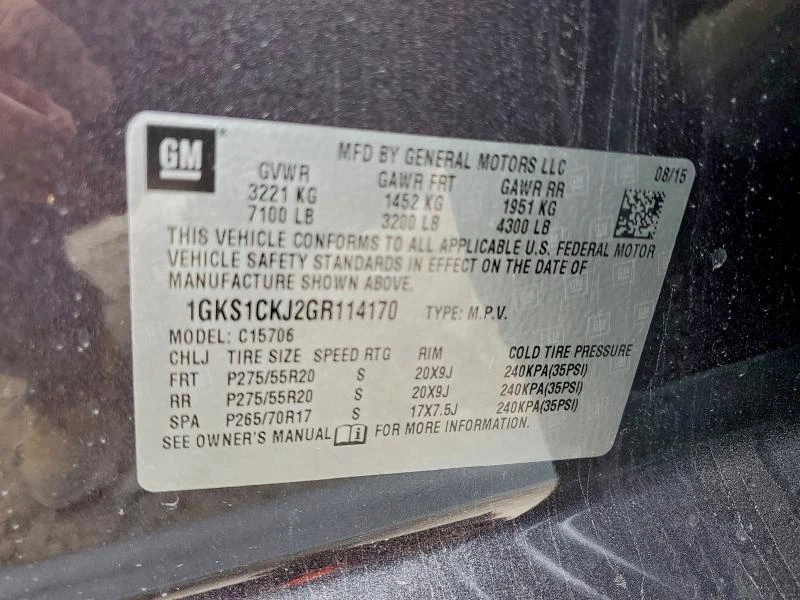 GM®
MFD BY GENERAL MOTORS LLC
08/15
GVWR GAWR FRT GAWR RR
3221 KG 1452 KG 1951 KG
7100 LB 3200 LB 4300 LB
THIS VEHICLE CONFORMS TO ALL APPLICABLE U.S. FEDERAL MOTOR
VEHICLE SAFETY STANDARDS IN EFFECT ON THE DATE OF
MANUFACTURE SHOWN ABOVE.
1GKS1CKJ2GR114170 TYPE: M.P.V.
MODEL: C15706
CHLJ TIRE SIZE SPEED RTG RIM COLD TIRE PRESSURE
FRT P275/55R20 S 20X9J 240KPA(35PSI)
RR P275/55R20 S 20X9J 240KPA(35PSI)
SPA P265/70R17 S 17X7.5J 240KPA(35PSI)
SEE OWNER'S MANUAL i FOR MORE INFORMATION.